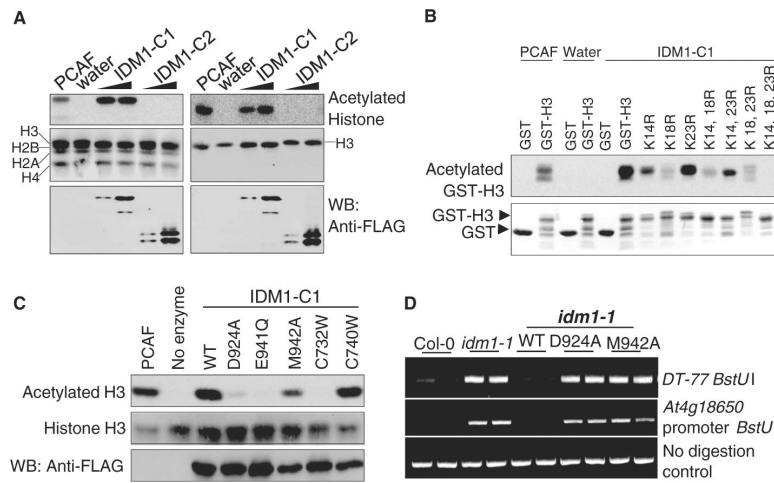 A
PCAF
water
IDM1-C1
IDM1-C2
PCAF
water
IDM1-C1
IDM1-C2
Acetylated
Histone
H3
H2B
H2A
H4
H3
WB:
Anti-FLAG
B
PCAF Water IDM1-C1
GST
GST-H3
GST
GST-H3
GST
GST-H3
K14R
K18R
K23R
K14, 18R
K14, 23R
K 18, 23R
K 14, 18, 23R
Acetylated
GST-H3
GST-H3
GST
C
IDM1-C1
PCAF
No enzyme
WT
D924A
E941Q
M942A
C732W
C740W
Acetylated H3
Histone H3
WB: Anti-FLAG
D
idm1-1
Col-0 idm1-1 WT D924A M942A
DT-77 BstUI
At4g18650
promoter BstU
No digestion
control